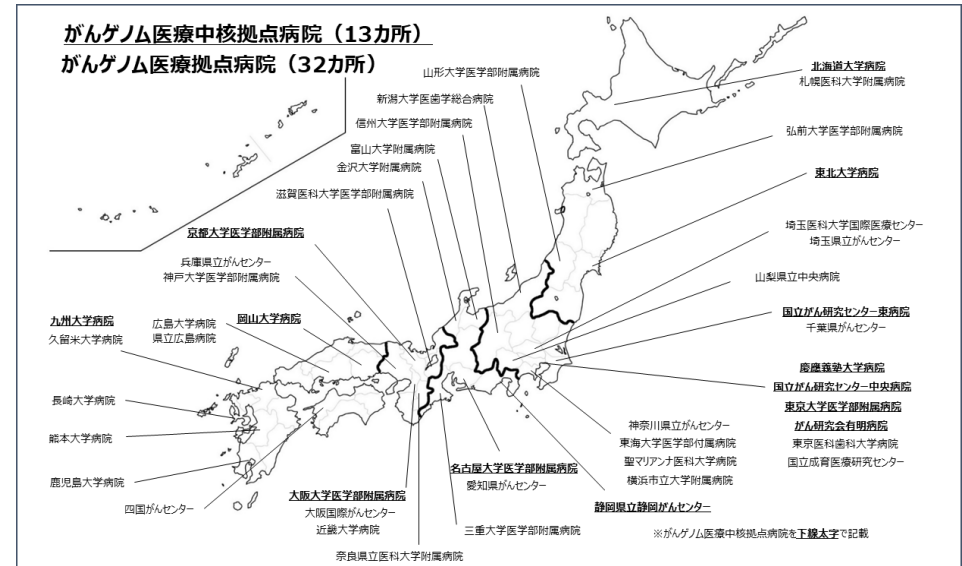 がんゲノム医療中核拠点病院（13カ所）
がんゲノム医療拠点病院（32カ所）
山形大学医学部附属病院
新潟大学医歯学総合病院
信州大学医学部附属病院
富山大学附属病院
金沢大学附属病院
滋賀医科大学医学部附属病院
京都大学医学部附属病院
兵庫県立がんセンター
神戸大学医学部附属病院
岡山大学病院
広島大学病院
県立広島病院
九州大学病院
久留米大学病院
長崎大学病院
熊本大学病院
鹿児島大学病院
四国がんセンター
大阪大学医学部附属病院
大阪国際がんセンター
近畿大学病院
奈良県立医科大学附属病院
三重大学医学部附属病院
名古屋大学医学部附属病院
愛知県がんセンター
静岡県立静岡がんセンター
神奈川県立がんセンター
東海大学医学部付属病院
聖マリアンナ医科大学病院
横浜市立大学附属病院
北海道大学病院
札幌医科大学附属病院
弘前大学医学部附属病院
東北大学病院
埼玉医科大学国際医療センター
埼玉県立がんセンター
山梨県立中央病院
国立がん研究センター東病院
千葉県がんセンター
慶應義塾大学病院
国立がん研究センター中央病院
東京大学医学部附属病院
がん研究会有明病院
東京医科歯科大学病院
国立成育医療研究センター
※がんゲノム医療中核拠点病院を下線太字で記載